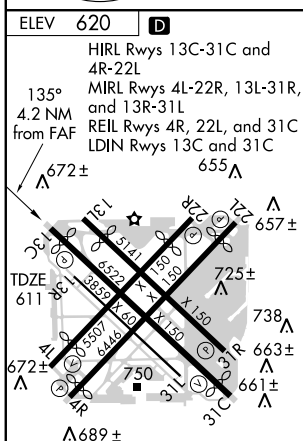 ELEV 620 D
HIRL Rwys 13C-31C and
4R-22L
MIRL Rwys 4L-22R, 13L-31R,
and 13R-31L
REIL Rwys 4R, 22L, and 31C
LDIN Rwys 13C and 31C
135°
4.2 NM
from FAF
672±
655
13L
22R
22L
P
P
657±
13C
V
5141
TDZE
611
13R
6522
3859 X 60
X 150
X 150
725±
X 150
X 150
738
4L
V
5507
6446
31R
P
663±
672±
P
4R
750
31L
V
661±
31C
689±